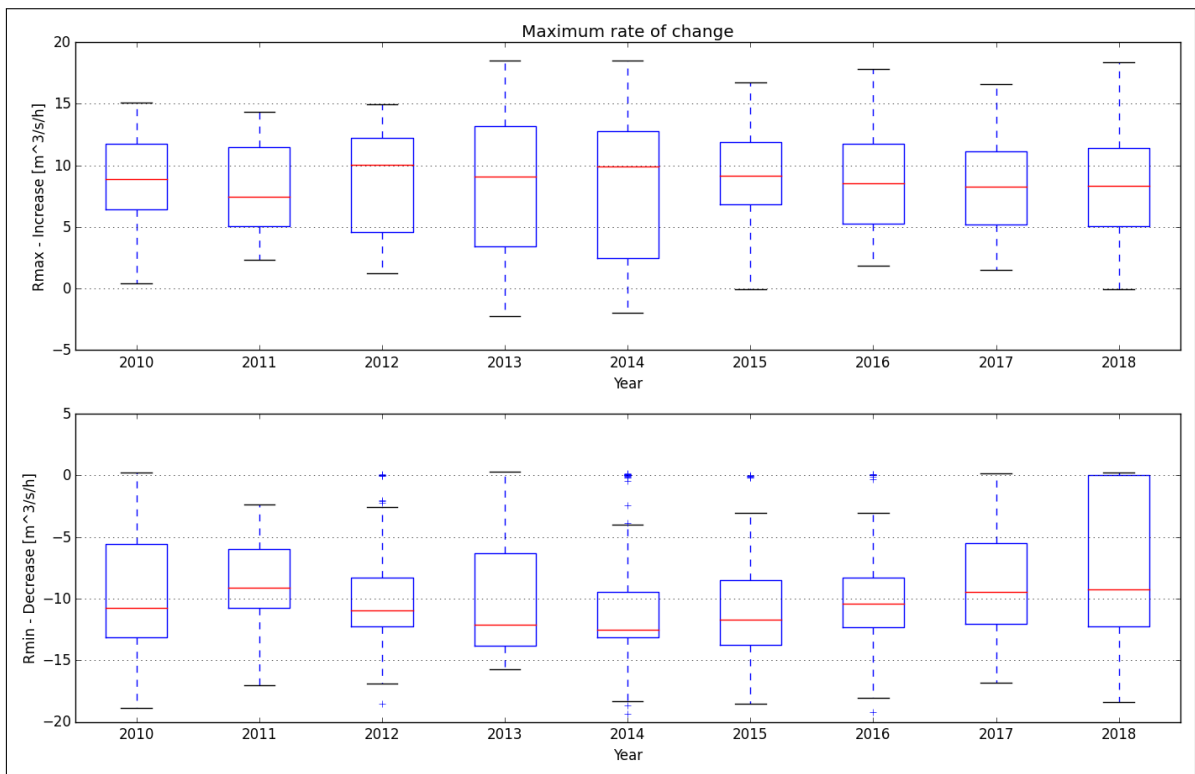 Maximum rate of change
Rmax - Increase [m^3/s/h]
20
15
10
5
0
−5
2010 2011 2012 2013 2014 2015 2016 2017 2018
Year
Rmin - Decrease [m^3/s/h]
5
0
−5
−10
−15
−20
2010 2011 2012 2013 2014 2015 2016 2017 2018
Year